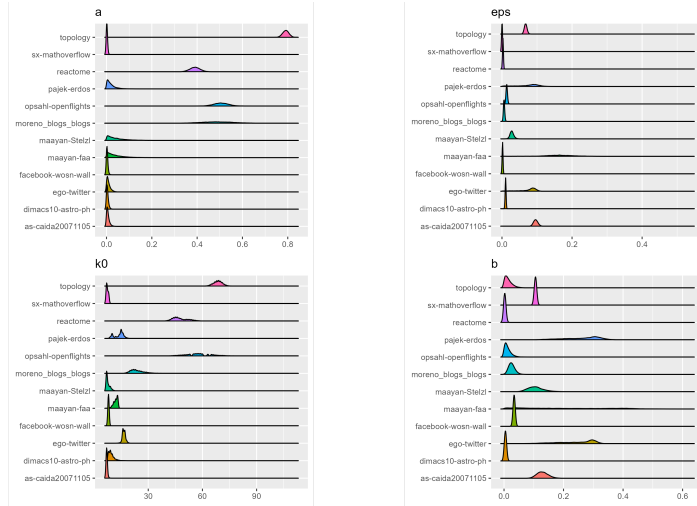 a
topology
sx-mathoverflow
reactome
pajek-erdos
opsahl-openflights
moreno_blogs_blogs
maayan-Stelzl
maayan-faa
facebook-wosn-wall
ego-twitter
dimacs10-astro-ph
as-caida20071105
0.0 0.2 0.4 0.6 0.8
eps
topology
sx-mathoverflow
reactome
pajek-erdos
opsahl-openflights
moreno_blogs_blogs
maayan-Stelzl
maayan-faa
facebook-wosn-wall
ego-twitter
dimacs10-astro-ph
as-caida20071105
0.0 0.2 0.4
k0
topology
sx-mathoverflow
reactome
pajek-erdos
opsahl-openflights
moreno_blogs_blogs
maayan-Stelzl
maayan-faa
facebook-wosn-wall
ego-twitter
dimacs10-astro-ph
as-caida20071105
30 60 90
b
topology
sx-mathoverflow
reactome
pajek-erdos
opsahl-openflights
moreno_blogs_blogs
maayan-Stelzl
maayan-faa
facebook-wosn-wall
ego-twitter
dimacs10-astro-ph
as-caida20071105
0.0 0.2 0.4 0.6